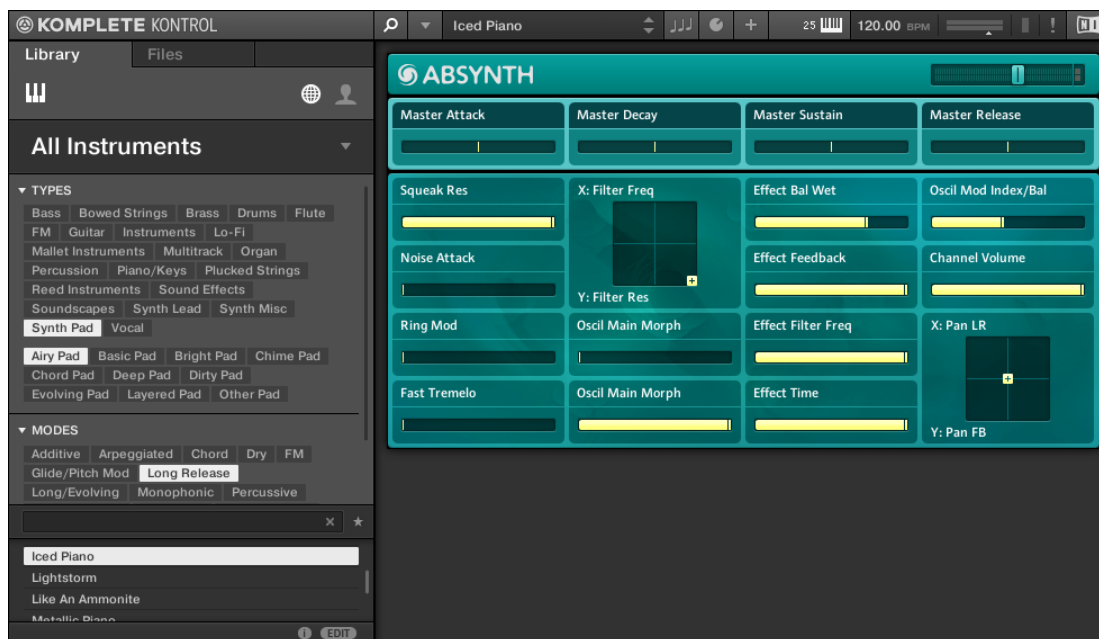 KOMPLETE KONTROL
Iced Piano
25
120.00 BPM
NI
Library Files
All Instruments
TYPES
Bass Bowed Strings Brass Drums Flute
FM Guitar Instruments Lo-Fi
Mallet Instruments Multitrack Organ
Percussion Piano/Keys Plucked Strings
Reed Instruments Sound Effects
Soundscapes Synth Lead Synth Misc
Synth Pad Vocal
Airy Pad Basic Pad Bright Pad Chime Pad
Chord Pad Deep Pad Dirty Pad
Evolving Pad Layered Pad Other Pad
MODES
Additive Arpeggiated Chord Dry FM
Glide/Pitch Mod Long Release
Long/Evolving Monophonic Percussive
Iced Piano
Lightstorm
Like An Ammonite
Metallic Piano
EDIT
ABSYNTH
Master Attack Master Decay Master Sustain Master Release
Squeak Res X: Filter Freq Effect Bal Wet Oscil Mod Index/Bal
Noise Attack Effect Feedback Channel Volume
Y: Filter Res
Ring Mod Oscil Main Morph Effect Filter Freq X: Pan LR
Fast Tremelo Oscil Main Morph Effect Time
Y: Pan FB